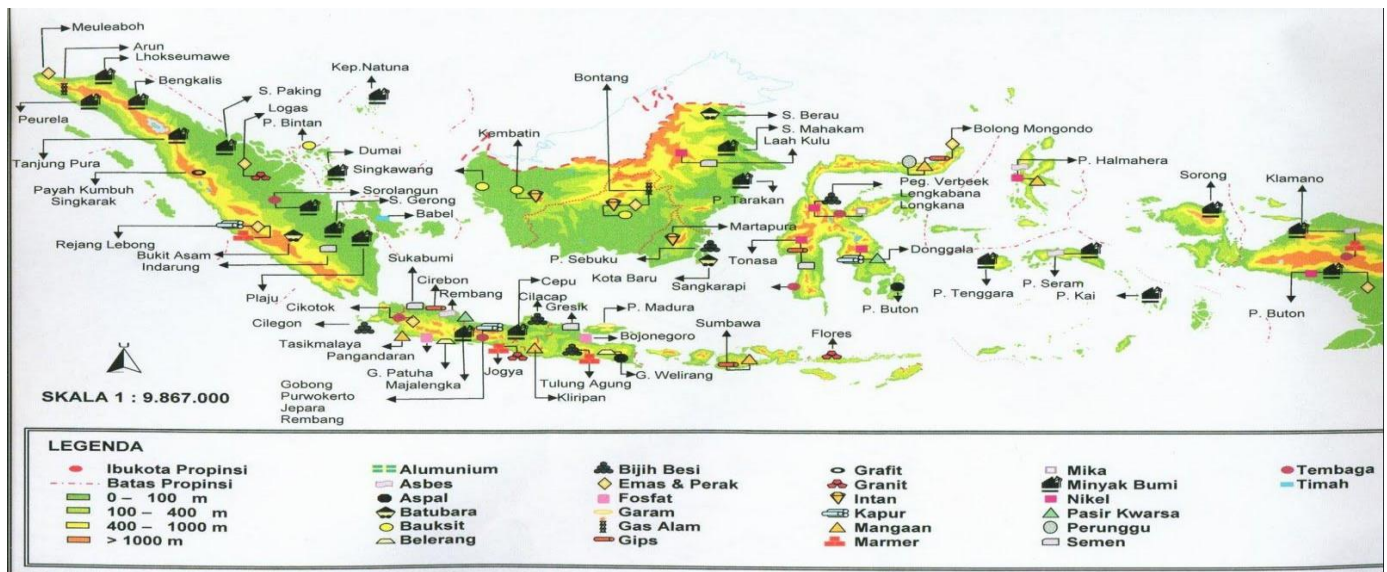 Meuleaboh
Arun
Lhokseumawe
Bengkalis
Kep.Natuna
Bontang
S. Paking
Logas
P. Bintan
Peurela
Kembatin
S. Berau
S. Mahakam
Laah Kulu
Bolong Mongondo
Dumai
Singkawang
P. Halmahera
Tanjung Pura
Sorong
Klamano
Payah Kumbuh
Singkarak
Sorolangun
S. Gerong
Babel
P. Tarakan
Peg. Verbeek
Lengkabana
Longkana
Martapura
Rejang Lebong
Bukit Asam
Indarung
P. Sebuku
Tonasa
Donggala
Sukabumi
Cirebon
Rembang
Kota Baru
Sangkarapi
P. Tenggara
P. Seram
P. Kai
Plaju
Cepu
Cilacap
Gresik
P. Madura
P. Buton
P. Buton
Cikotok
Cilegon
Bojonegoro
Sumbawa
Flores
Tasikmalaya
Pangandaran
G. Patuha
Majalengka
Jogya
Tulung Agung
G. Welirang
Kliripan
U
SKALA 1 : 9.867.000
Gobong
Purwokerto
Jepara
Rembang
LEGENDA
Ibukota Propinsi
Batas Propinsi
0 – 100 m
100 – 400 m
400 – 1000 m
> 1000 m
Alumunium
Asbes
Aspal
Batubara
Bauksit
Belerang
Bijih Besi
Emas & Perak
Fosfat
Garam
Gas Alam
Gips
Grafit
Granit
Intan
Kapur
Mangaan
Marmer
Mika
Minyak Bumi
Nikel
Pasir Kwarsa
Perunggu
Semen
Tembaga
Timah